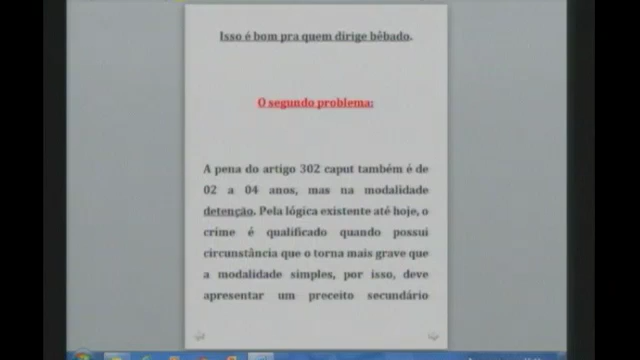 Isso é bom pra quem dirige bêbado.
O segundo problema:
A pena do artigo 302 caput também é de
02 a 04 anos, mas na modalidade
detenção. Pela lógica existente até hoje, o
crime é qualificado quando possui
circunstância que o torna mais grave que
a modalidade simples, por isso, deve
apresentar um preceito secundário